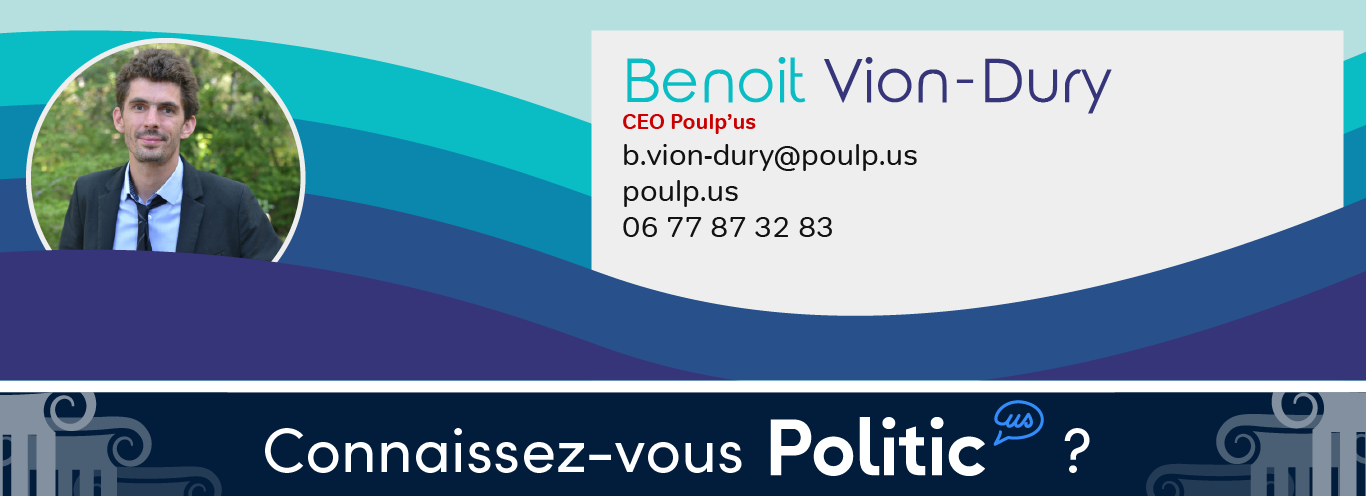 Benoit Vion-Dury
CEO Poulp'us
b.vion-dury@poulp.us
poulp.us
06 77 87 32 83
Connaissez-vous Politic us ?